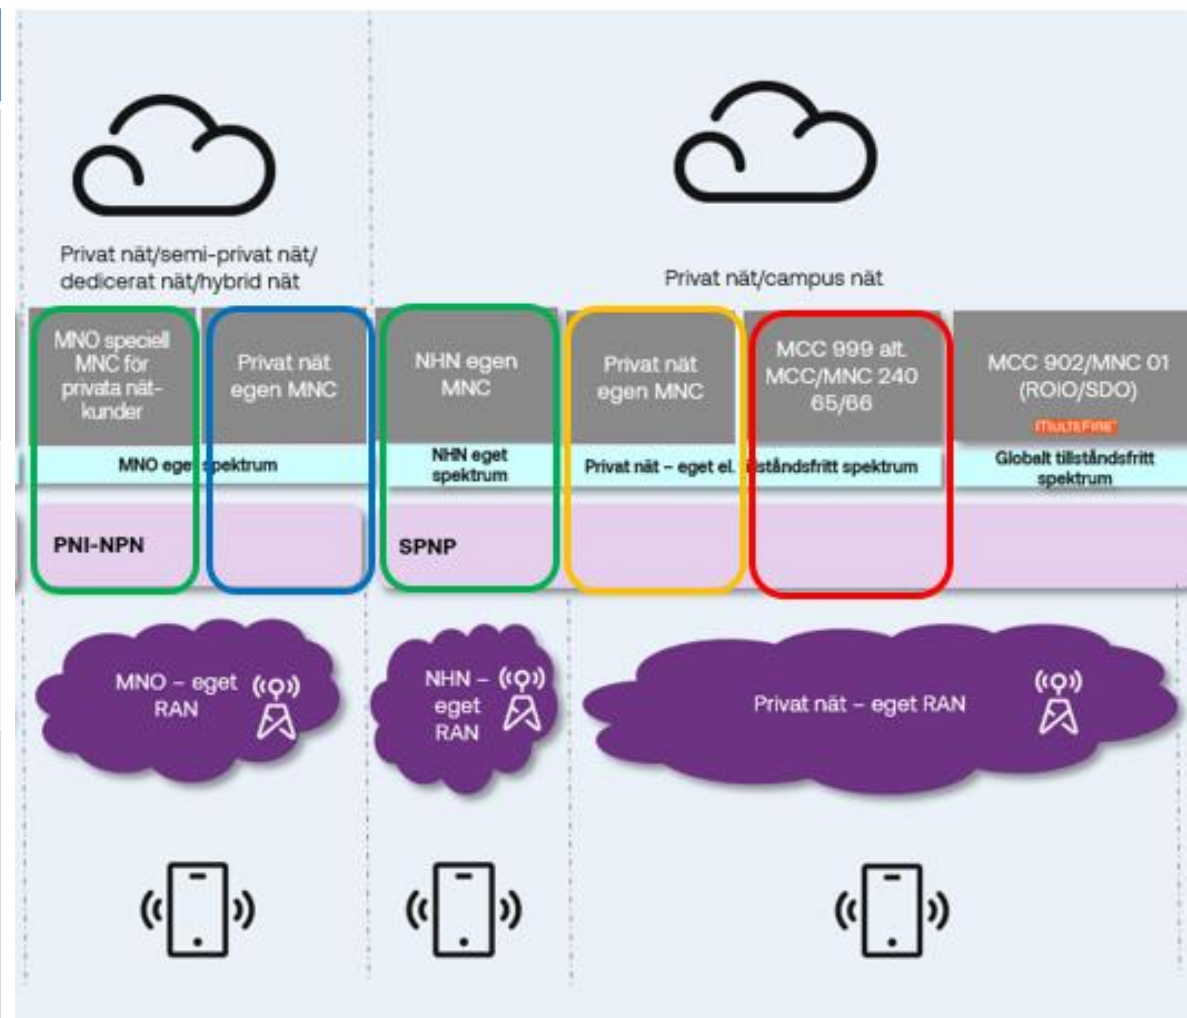 Privat nät/semi-privat nät/
dedicerat nät/hybrid nät
Privat nät/campus nät
MNO speciell
MNC för
privata nät-
kunder
Privat nät
egen MNC
NHN egen
MNC
Privat nät
egen MNC
MCC 999 alt.
MCC/MNC 240
65/66
MCC 902/MNC 01
(ROIO/SDO)
MULTEFIRE
MNO eget spektrum
NHN eget
spektrum
Privat nät – eget el. tillståndsfritt spektrum
Globalt tillståndsfritt
spektrum
PNI-NPN
SPNP
MNO – eget
RAN
NHN –
eget
RAN
Privat nät – eget RAN